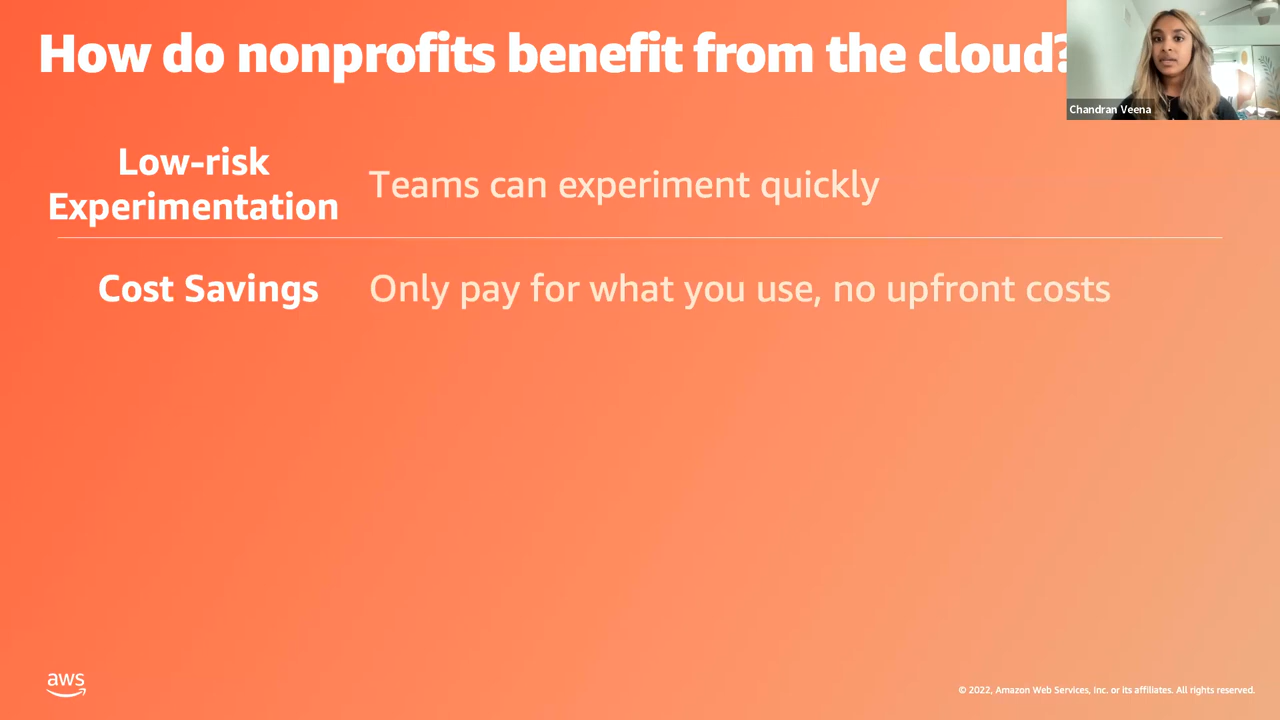 How do nonprofits benefit from the cloud?
Chandran Veena
Low-risk
Experimentation
Teams can experiment quickly
Cost Savings
Only pay for what you use, no upfront costs
aws
© 2022, Amazon Web Services, Inc. or its affiliates. All rights reserved.